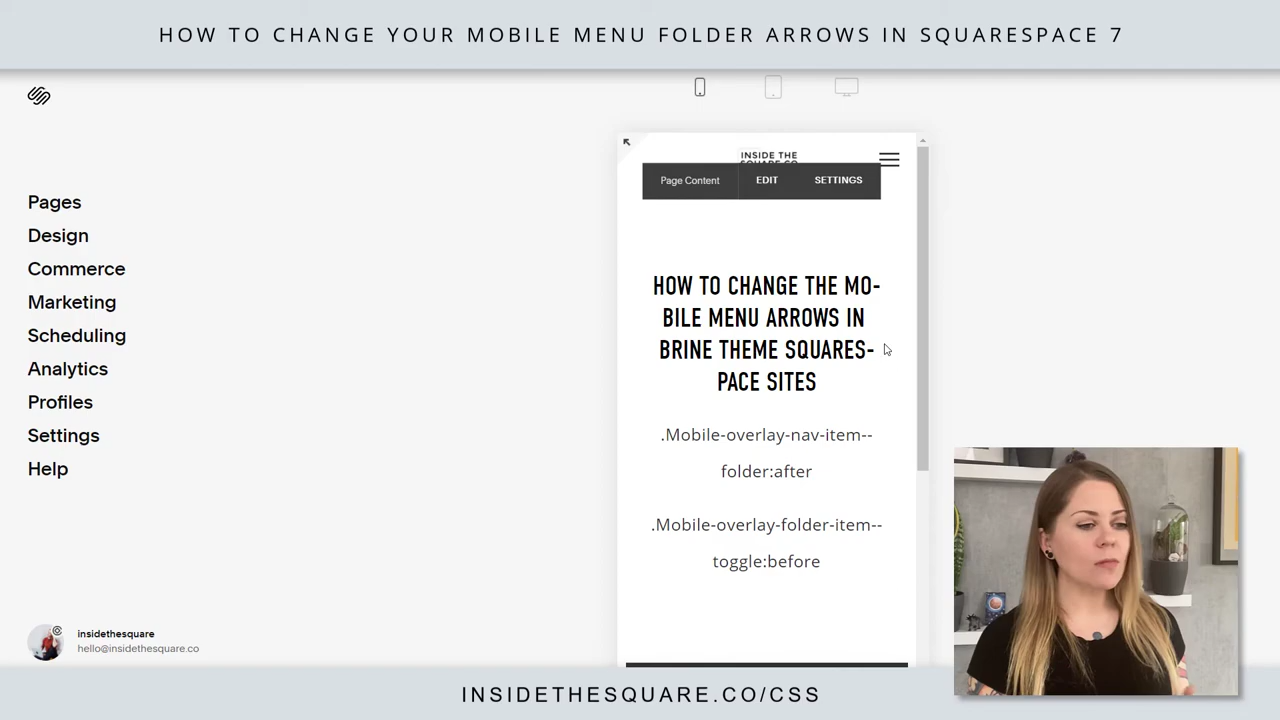 HOW TO CHANGE YOUR MOBILE MENU FOLDER ARROWS IN SQUARESPACE 7
INSIDE THE
SQUARE CO
Page Content
EDIT
SETTINGS
Pages
Design
Commerce
Marketing
Scheduling
Analytics
Profiles
Settings
Help
HOW TO CHANGE THE MO-
BILE MENU ARROWS IN
BRINE THEME SQUARES-
PACE SITES
.Mobile-overlay-nav-item--
folder:after
.Mobile-overlay-folder-item--
toggle:before
insidethesquare
hello@insidethesquare.co
INSIDETHESQUARE.CO/CSS